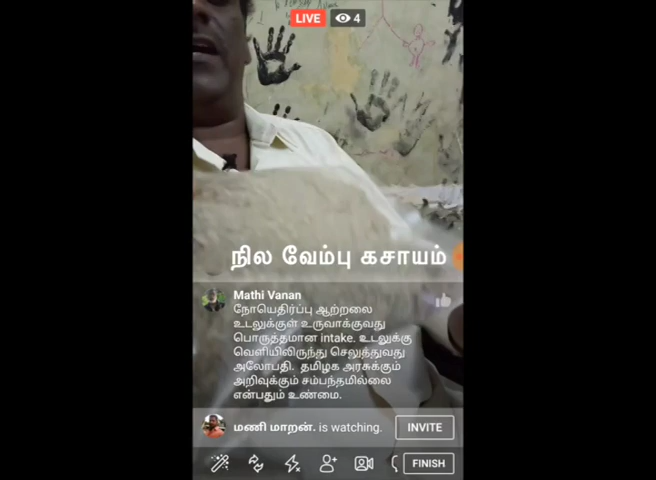 LIVE 4
நில வேம்பு கசாயம்
Mathi Vanan
நோயெதிர்ப்பு ஆற்றலை
உடலுக்குள் உருவாக்குவது
பொருத்தமான intake. உடலுக்கு
வெளியிலிருந்து செலுத்துவது
அலோபதி. தமிழக அரசுக்கும்
அறிவுக்கும் சம்பந்தமில்லை
என்பதும் உண்மை.
மணி மாறன். is watching.
INVITE
FINISH